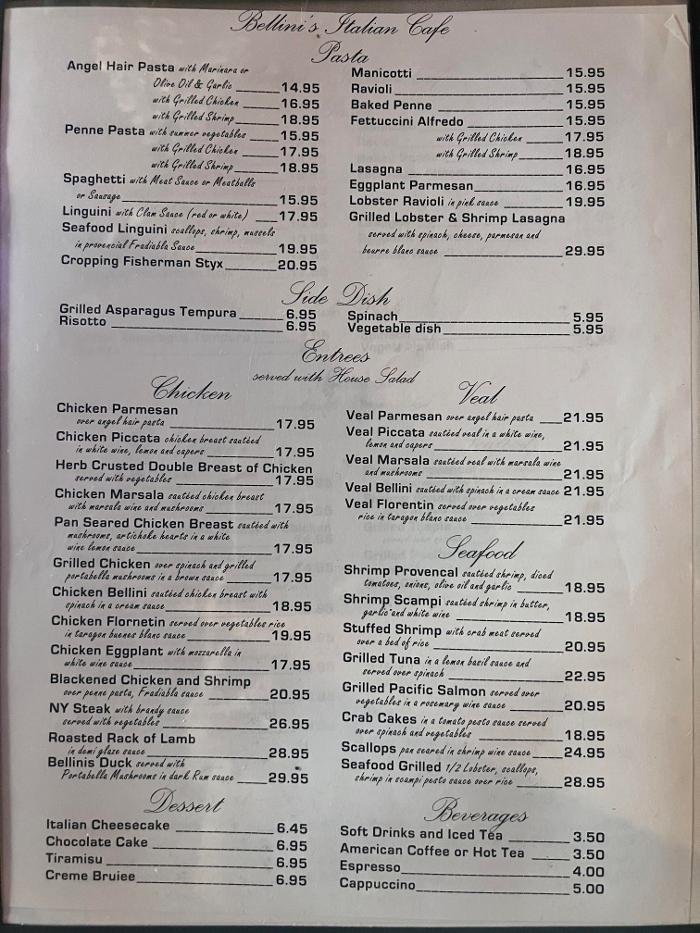 Bellini's Italian Cafe
Pasta
Angel Hair Pasta with Marinara or
Olive Oil & Garlic 14.95
with Grilled Chicken 16.95
with Grilled Shrimp 18.95
Penne Pasta with summer vegetables 15.95
with Grilled Chicken 17.95
with Grilled Shrimp 18.95
Spaghetti with Meat Sauce or Meatballs
or Sausage 15.95
Linguini with Clam Sauce (red or white) 17.95
Seafood Linguini scallops, shrimp, mussels
in provencial Fradiabla Sauce 19.95
Cropping Fisherman Styx 20.95
Manicotti 15.95
Ravioli 15.95
Baked Penne 15.95
Fettuccini Alfredo 15.95
with Grilled Chicken 17.95
with Grilled Shrimp 18.95
Lasagna 16.95
Eggplant Parmesan 16.95
Lobster Ravioli in pink sauce 19.95
Grilled Lobster & Shrimp Lasagna
served with spinach, cheese, parmesan and
beurre blanc sauce 29.95
Side Dish
Grilled Asparagus Tempura 6.95
Risotto 6.95
Spinach 5.95
Vegetable dish 5.95
Entrees
served with House Salad
Chicken
Chicken Parmesan
over angel hair pasta 17.95
Chicken Piccata chicken breast sautéed
in white wine, lemon and capers 17.95
Herb Crusted Double Breast of Chicken
served with vegetables 17.95
Chicken Marsala sautéed chicken breast
with marsala wine and mushrooms 17.95
Pan Seared Chicken Breast sautéed with
mushrooms, artichoke hearts in a white
wine lemon sauce 17.95
Grilled Chicken over spinach and grilled
portabella mushrooms in a brown sauce 17.95
Chicken Bellini sautéed chicken breast with
spinach in a cream sauce 18.95
Chicken Flornetin served over vegetables rice
in taragon buenes blanc sauce 19.95
Chicken Eggplant with mozzarella in
white wine sauce 17.95
Blackened Chicken and Shrimp
over penne pasta, Fradiabla sauce 20.95
NY Steak with brandy sauce
served with vegetables 26.95
Roasted Rack of Lamb
in demi glaze sauce 28.95
Bellinis Duck served with
Portabella Mushrooms in dark Rum sauce 29.95
Veal
Veal Parmesan over angel hair pasta 21.95
Veal Piccata sautéed veal in a white wine,
lemon and capers 21.95
Veal Marsala sautéed veal with marsala wine
and mushrooms 21.95
Veal Bellini sautéed with spinach in a cream sauce 21.95
Veal Florentin served over vegetables
rice in taragon blanc sauce 21.95
Seafood
Shrimp Provencal sautéed shrimp, diced
tomatoes, onions, olive oil and garlic 18.95
Shrimp Scampi sautéed shrimp in butter,
garlic and white wine 18.95
Stuffed Shrimp with crab meat served
over a bed of rice 20.95
Grilled Tuna in a lemon basil sauce and
served over spinach 22.95
Grilled Pacific Salmon served over
vegetables in a rosemary wine sauce 20.95
Crab Cakes in a tomato pesto sauce served
over spinach and vegetables 18.95
Scallops pan seared in shrimp wine sauce 24.95
Seafood Grilled 1/2 Lobster, scallops,
shrimp in scampi pesto sauce over rice 28.95
Dessert
Italian Cheesecake 6.45
Chocolate Cake 6.95
Tiramisu 6.95
Creme Bruiee 6.95
Beverages
Soft Drinks and Iced Tea 3.50
American Coffee or Hot Tea 3.50
Espresso 4.00
Cappuccino 5.00